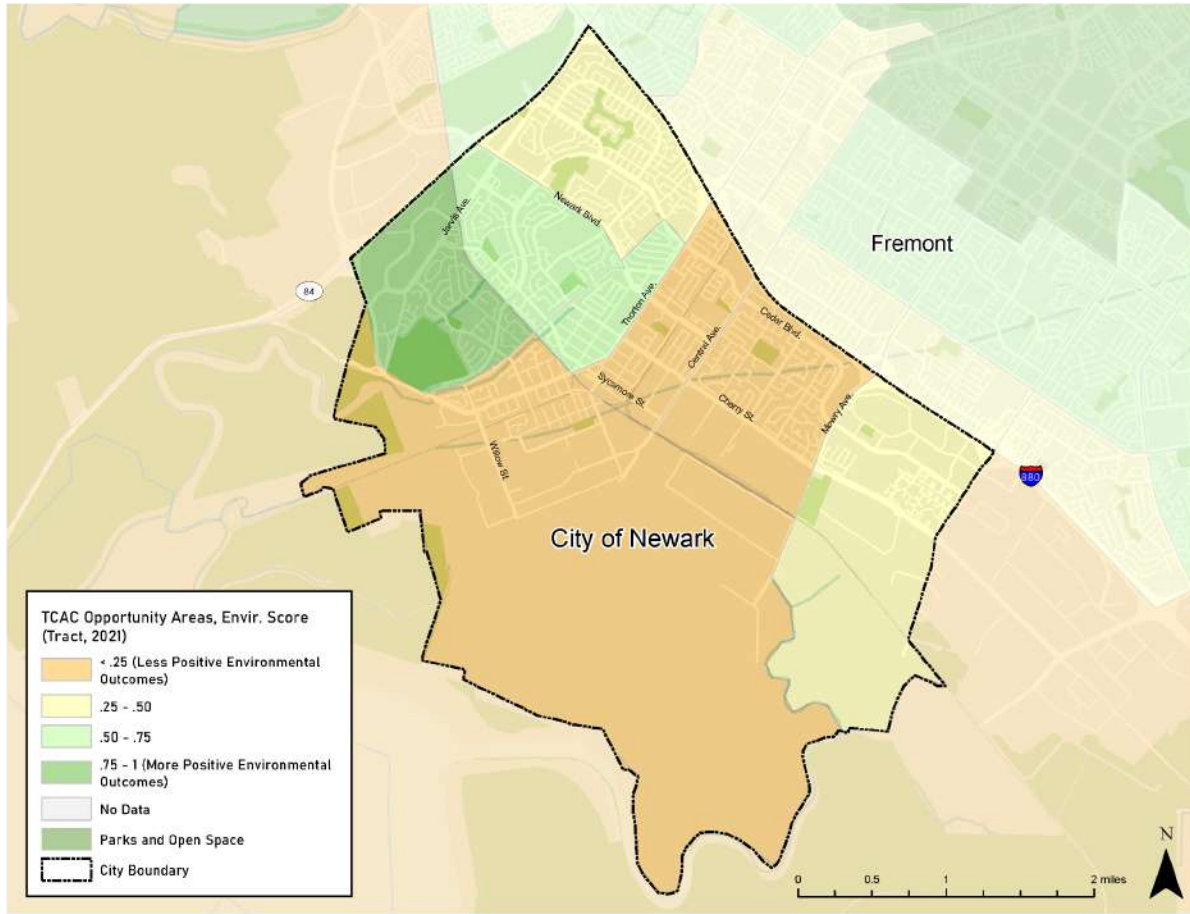 Fremont
Jarvis Ave.
Newark Blvd.
84
Thorton Ave.
Central Ave.
Cedar Blvd.
Sycamore St.
Cherry St.
Mowry Ave.
Willow St.
880
City of Newark
TCAC Opportunity Areas, Envir. Score
(Tract, 2021)
< .25 (Less Positive Environmental
Outcomes)
.25 - .50
.50 - .75
.75 - 1 (More Positive Environmental
Outcomes)
No Data
Parks and Open Space
City Boundary
N
0 0.5 1 2 miles